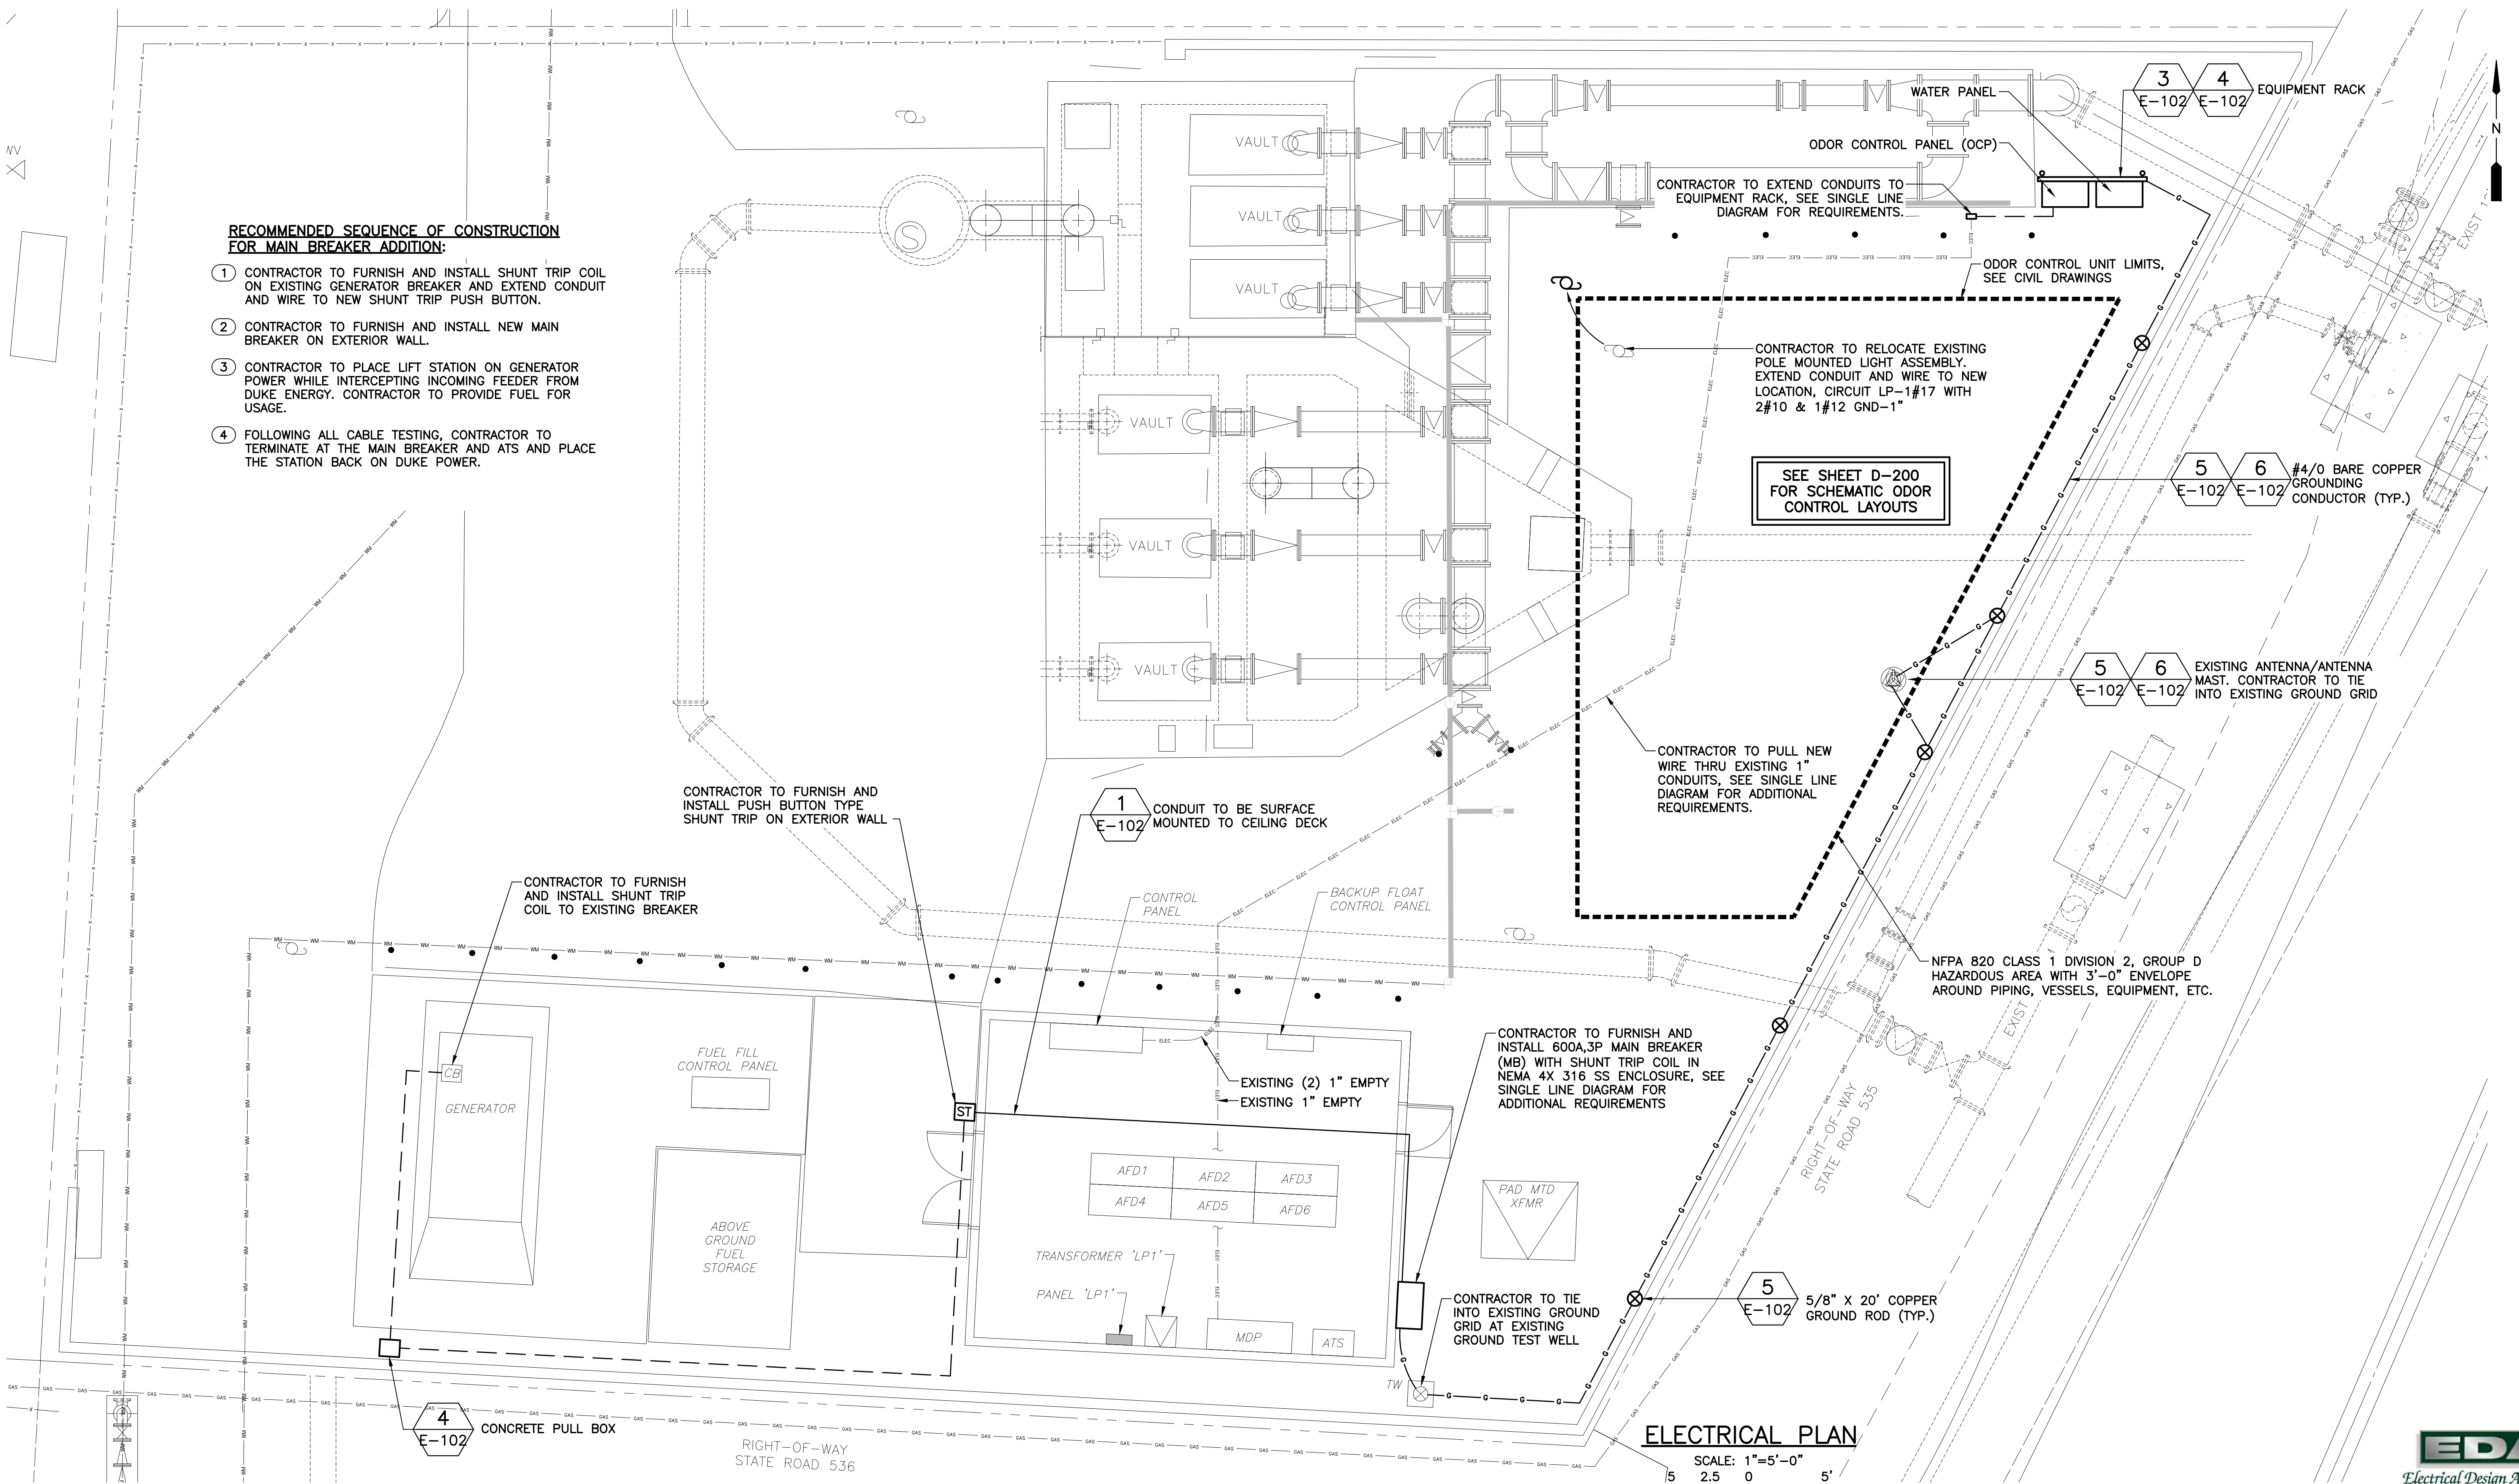 RECOMMENDED SEQUENCE OF CONSTRUCTION
FOR MAIN BREAKER ADDITION:
1 CONTRACTOR TO FURNISH AND INSTALL SHUNT TRIP COIL
ON EXISTING GENERATOR BREAKER AND EXTEND CONDUIT
AND WIRE TO NEW SHUNT TRIP PUSH BUTTON.
2 CONTRACTOR TO FURNISH AND INSTALL NEW MAIN
BREAKER ON EXTERIOR WALL.
3 CONTRACTOR TO PLACE LIFT STATION ON GENERATOR
POWER WHILE INTERCEPTING INCOMING FEEDER FROM
DUKE ENERGY. CONTRACTOR TO PROVIDE FUEL FOR
USAGE.
4 FOLLOWING ALL CABLE TESTING, CONTRACTOR TO
TERMINATE AT THE MAIN BREAKER AND ATS AND PLACE
THE STATION BACK ON DUKE POWER.
S
VAULT
VAULT
VAULT
VAULT
VAULT
VAULT
WATER PANEL
3
E-102
4
E-102
EQUIPMENT RACK
N
ODOR CONTROL PANEL (OCP)
CONTRACTOR TO EXTEND CONDUITS TO
EQUIPMENT RACK, SEE SINGLE LINE
DIAGRAM FOR REQUIREMENTS.
ODOR CONTROL UNIT LIMITS,
SEE CIVIL DRAWINGS
CONTRACTOR TO RELOCATE EXISTING
POLE MOUNTED LIGHT ASSEMBLY.
EXTEND CONDUIT AND WIRE TO NEW
LOCATION, CIRCUIT LP-1#17 WITH
2#10 & 1#12 GND-1"
SEE SHEET D-200
FOR SCHEMATIC ODOR
CONTROL LAYOUTS
5
E-102
6
E-102
#4/0 BARE COPPER
GROUNDING
CONDUCTOR (TYP.)
5
E-102
6
E-102
EXISTING ANTENNA/ANTENNA
MAST. CONTRACTOR TO TIE
INTO EXISTING GROUND GRID
CONTRACTOR TO PULL NEW
WIRE THRU EXISTING 1"
CONDUITS, SEE SINGLE LINE
DIAGRAM FOR ADDITIONAL
REQUIREMENTS.
CONTRACTOR TO FURNISH AND
INSTALL PUSH BUTTON TYPE
SHUNT TRIP ON EXTERIOR WALL
1
E-102
CONDUIT TO BE SURFACE
MOUNTED TO CEILING DECK
CONTRACTOR TO FURNISH
AND INSTALL SHUNT TRIP
COIL TO EXISTING BREAKER
CONTROL
PANEL
BACKUP FLOAT
CONTROL PANEL
NFPA 820 CLASS 1 DIVISION 2, GROUP D
HAZARDOUS AREA WITH 3'-0" ENVELOPE
AROUND PIPING, VESSELS, EQUIPMENT, ETC.
EXIST
EXIST
CB
GENERATOR
FUEL FILL
CONTROL PANEL
ABOVE
GROUND
FUEL
STORAGE
ST
EXISTING (2) 1" EMPTY
EXISTING 1" EMPTY
CONTRACTOR TO FURNISH AND
INSTALL 600A,3P MAIN BREAKER
(MB) WITH SHUNT TRIP COIL IN
NEMA 4X 316 SS ENCLOSURE, SEE
SINGLE LINE DIAGRAM FOR
ADDITIONAL REQUIREMENTS
AFD1
AFD2
AFD3
AFD4
AFD5
AFD6
TRANSFORMER 'LP1'
PANEL 'LP1'
MDP
ATS
PAD MTD
XFMR
RIGHT-OF-WAY
STATE ROAD 535
CONTRACTOR TO TIE
INTO EXISTING GROUND
GRID AT EXISTING
GROUND TEST WELL
TW
5
E-102
5/8" X 20' COPPER
GROUND ROD (TYP.)
4
E-102
CONCRETE PULL BOX
RIGHT-OF-WAY
STATE ROAD 536
ELECTRICAL PLAN
SCALE: 1"=5'-0"
5 2.5 0 5'
Electrical Design